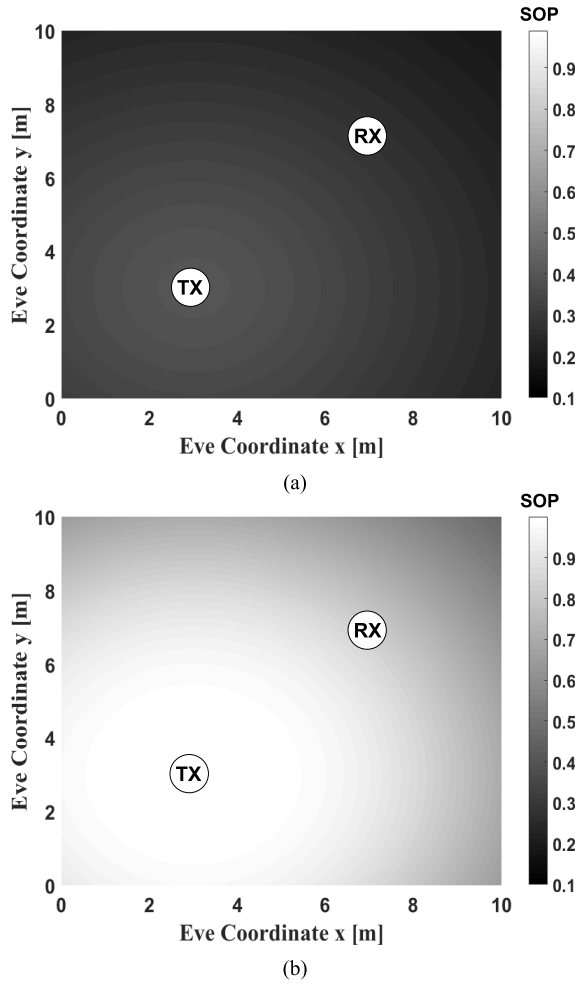 SOP
10
8
6
4
2
0
Eve Coordinate y [m]
RX
TX
0 2 4 6 8 10
Eve Coordinate x [m]
0.9
0.8
0.7
0.6
0.5
0.4
0.3
0.2
0.1
(a)
SOP
10
8
6
4
2
0
Eve Coordinate y [m]
RX
TX
0 2 4 6 8 10
Eve Coordinate x [m]
0.9
0.8
0.7
0.6
0.5
0.4
0.3
0.2
0.1
(b)